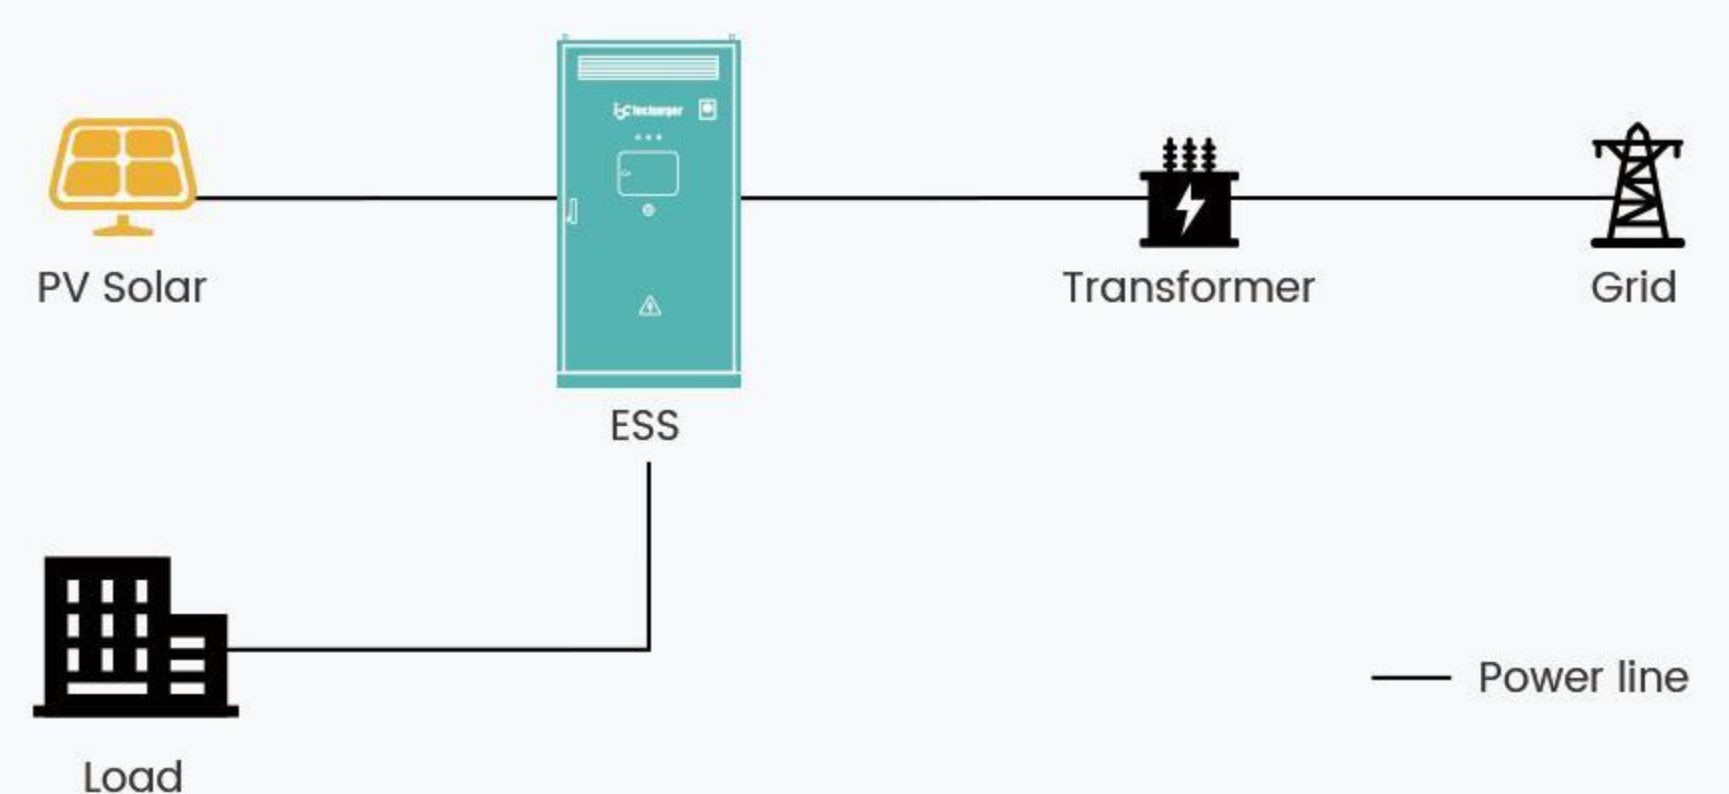 PV Solar
ESS
Transformer
Grid
Load
Power line